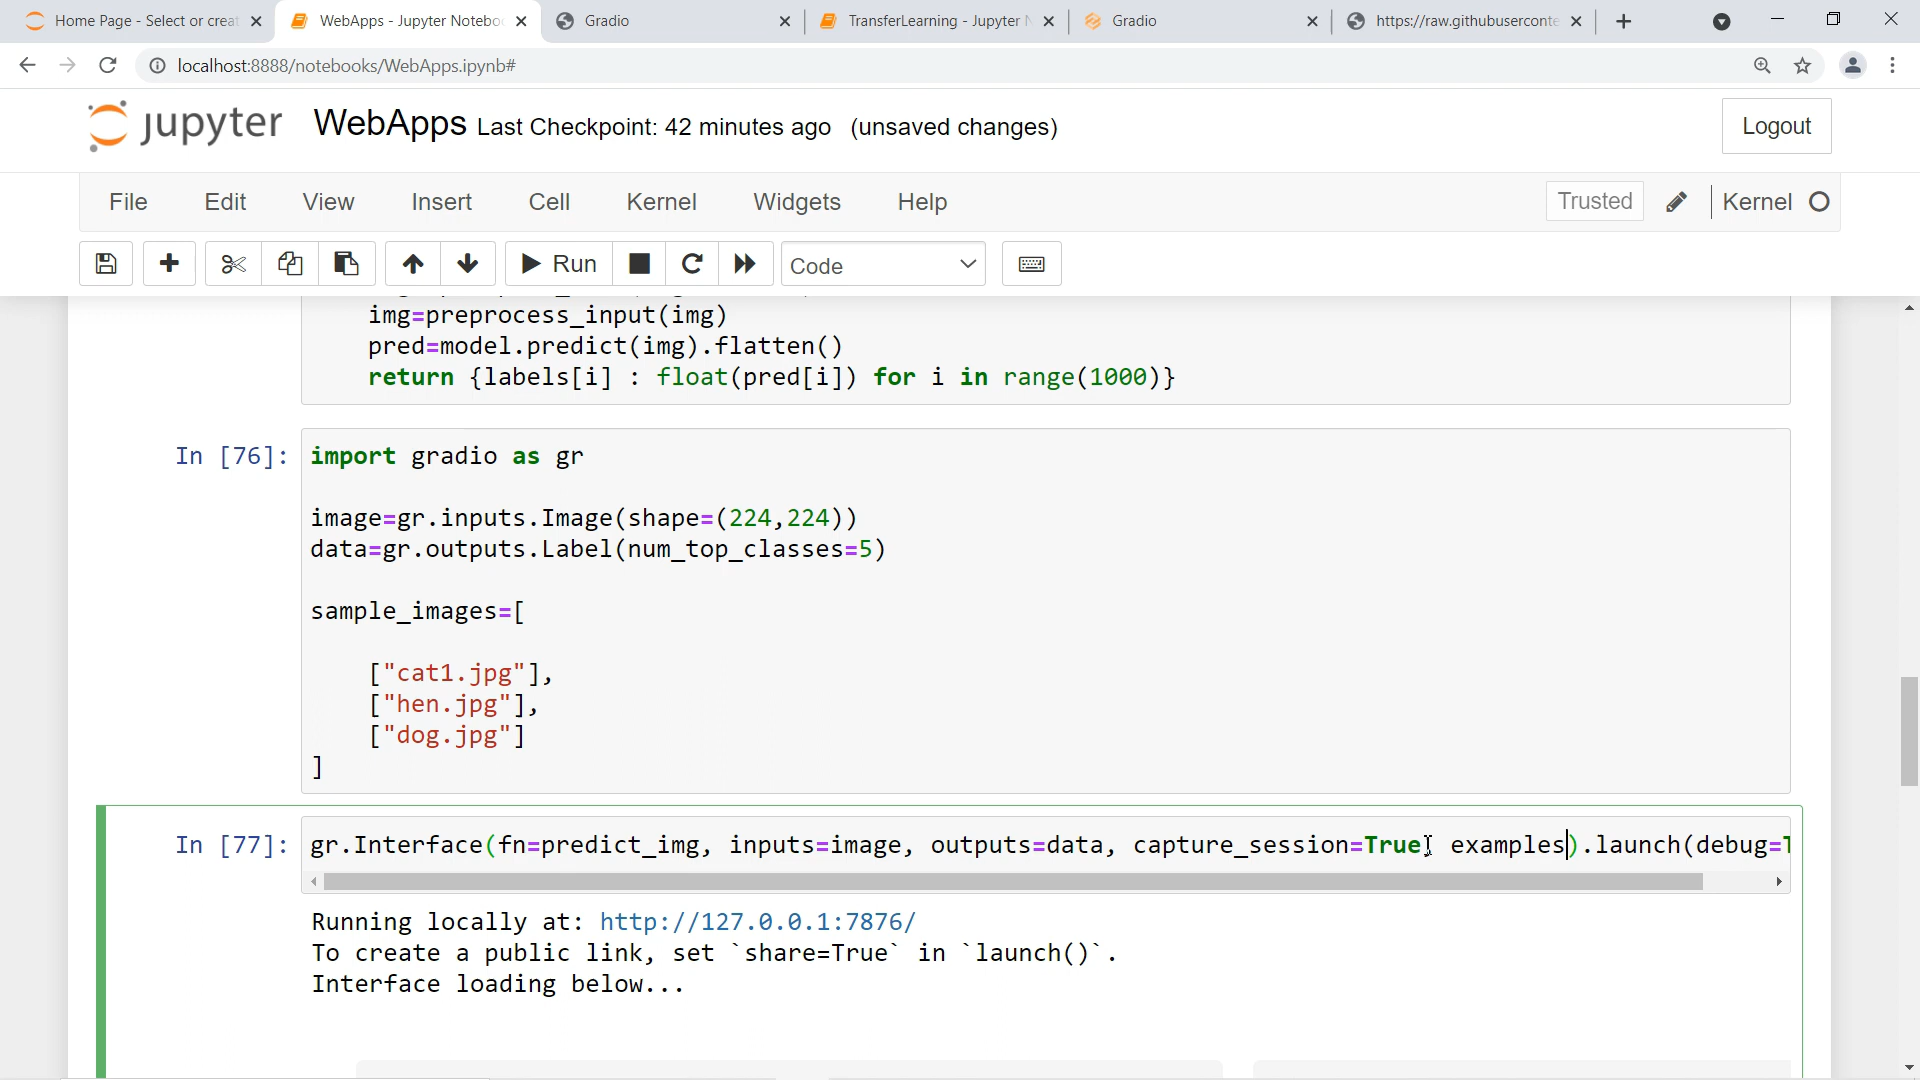 Home Page - Select or creat
WebApps - Jupyter Notebo
Gradio
TransferLearning - Jupyter N
Gradio
https://raw.githubuserconte
localhost:8888/notebooks/WebApps.ipynb#
jupyter WebApps Last Checkpoint: 42 minutes ago (unsaved changes) Logout
File Edit View Insert Cell Kernel Widgets Help Trusted Kernel
Run Code
img=preprocess_input(img)
pred=model.predict(img).flatten()
return {labels[i] : float(pred[i]) for i in range(1000)}
In [76]: import gradio as gr
image=gr.inputs.Image(shape=(224,224))
data=gr.outputs.Label(num_top_classes=5)
sample_images=[
["cat1.jpg"],
["hen.jpg"],
["dog.jpg"]
]
In [77]: gr.Interface(fn=predict_img, inputs=image, outputs=data, capture_session=True, examples).launch(debug=T
Running locally at: http://127.0.0.1:7876/
To create a public link, set `share=True` in `launch()`.
Interface loading below...